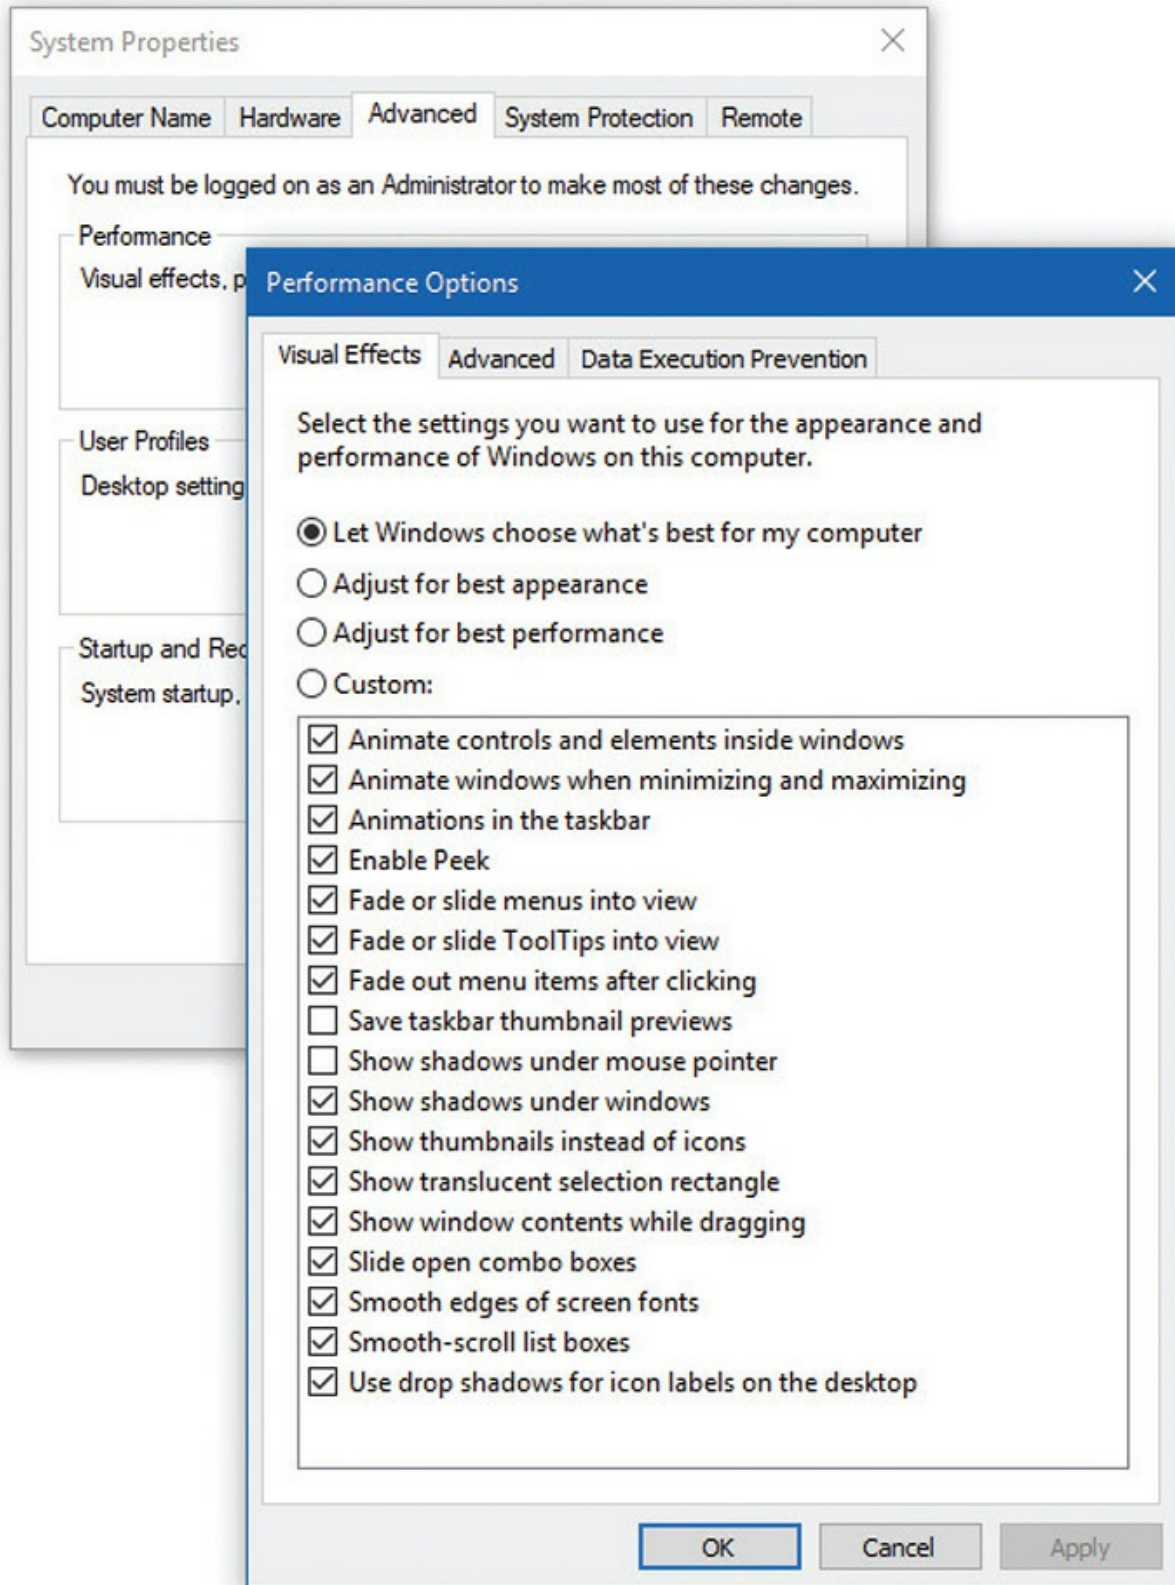 System Properties
Computer Name Hardware Advanced System Protection Remote
You must be logged on as an Administrator to make most of these changes.
Performance
Visual effects, p
User Profiles
Desktop setting
Startup and Rec
System startup,
Performance Options
Visual Effects Advanced Data Execution Prevention
Select the settings you want to use for the appearance and
performance of Windows on this computer.
Let Windows choose what's best for my computer
Adjust for best appearance
Adjust for best performance
Custom:
Animate controls and elements inside windows
Animate windows when minimizing and maximizing
Animations in the taskbar
Enable Peek
Fade or slide menus into view
Fade or slide ToolTips into view
Fade out menu items after clicking
Save taskbar thumbnail previews
Show shadows under mouse pointer
Show shadows under windows
Show thumbnails instead of icons
Show translucent selection rectangle
Show window contents while dragging
Slide open combo boxes
Smooth edges of screen fonts
Smooth-scroll list boxes
Use drop shadows for icon labels on the desktop
OK Cancel Apply